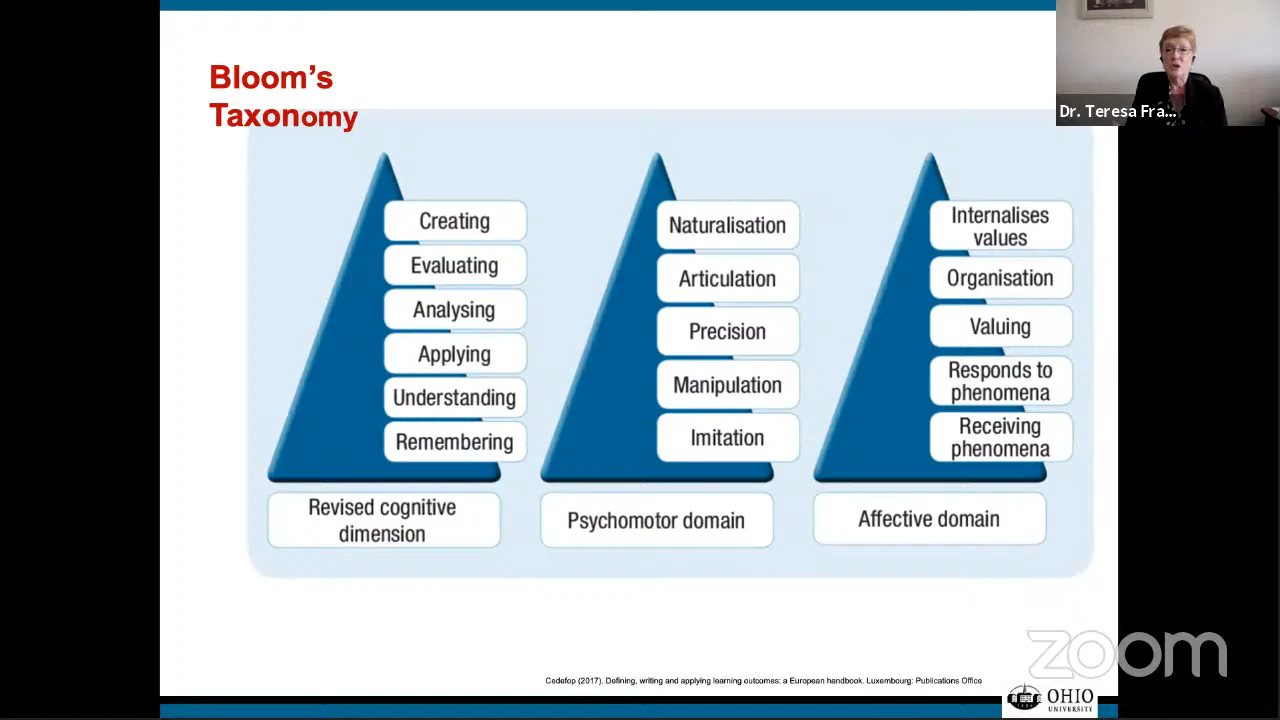 Bloom's
Taxonomy
Dr. Teresa Fra...
Creating
Evaluating
Analysing
Applying
Understanding
Remembering
Revised cognitive
dimension
Naturalisation
Articulation
Precision
Manipulation
Imitation
Psychomotor domain
Internalises
values
Organisation
Valuing
Responds to
phenomena
Receiving
phenomena
Affective domain
zoom
Cedefop (2017). Defining, writing and applying learning outcomes: a European handbook. Luxembourg: Publications Office
OHIO
UNIVERSITY